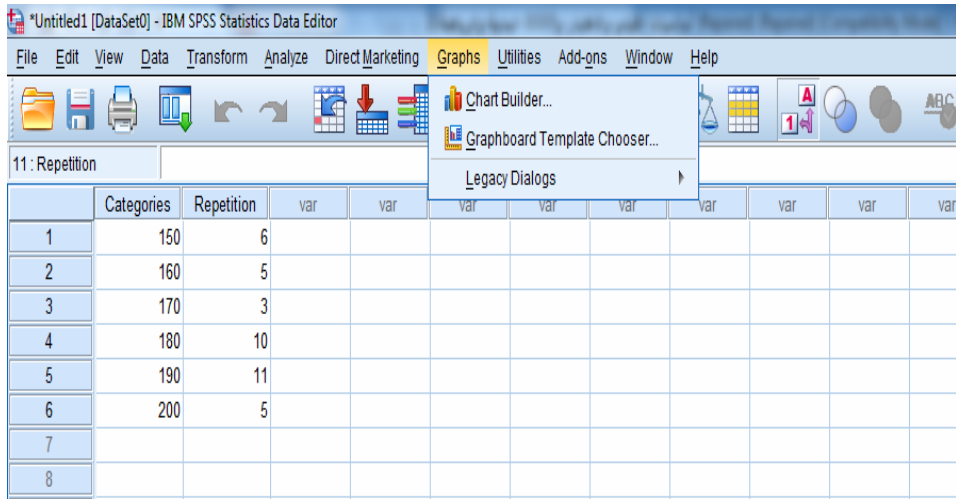 *Untitled1 [DataSet0] - IBM SPSS Statistics Data Editor
File Edit View Data Transform Analyze Direct Marketing Graphs Utilities Add-ons Window Help
Chart Builder...
A
1
ABC
Graphboard Template Chooser...
11 : Repetition
Legacy Dialogs
Categories Repetition var var var var var var var var var
1 150 6
2 160 5
3 170 3
4 180 10
5 190 11
6 200 5
7
8